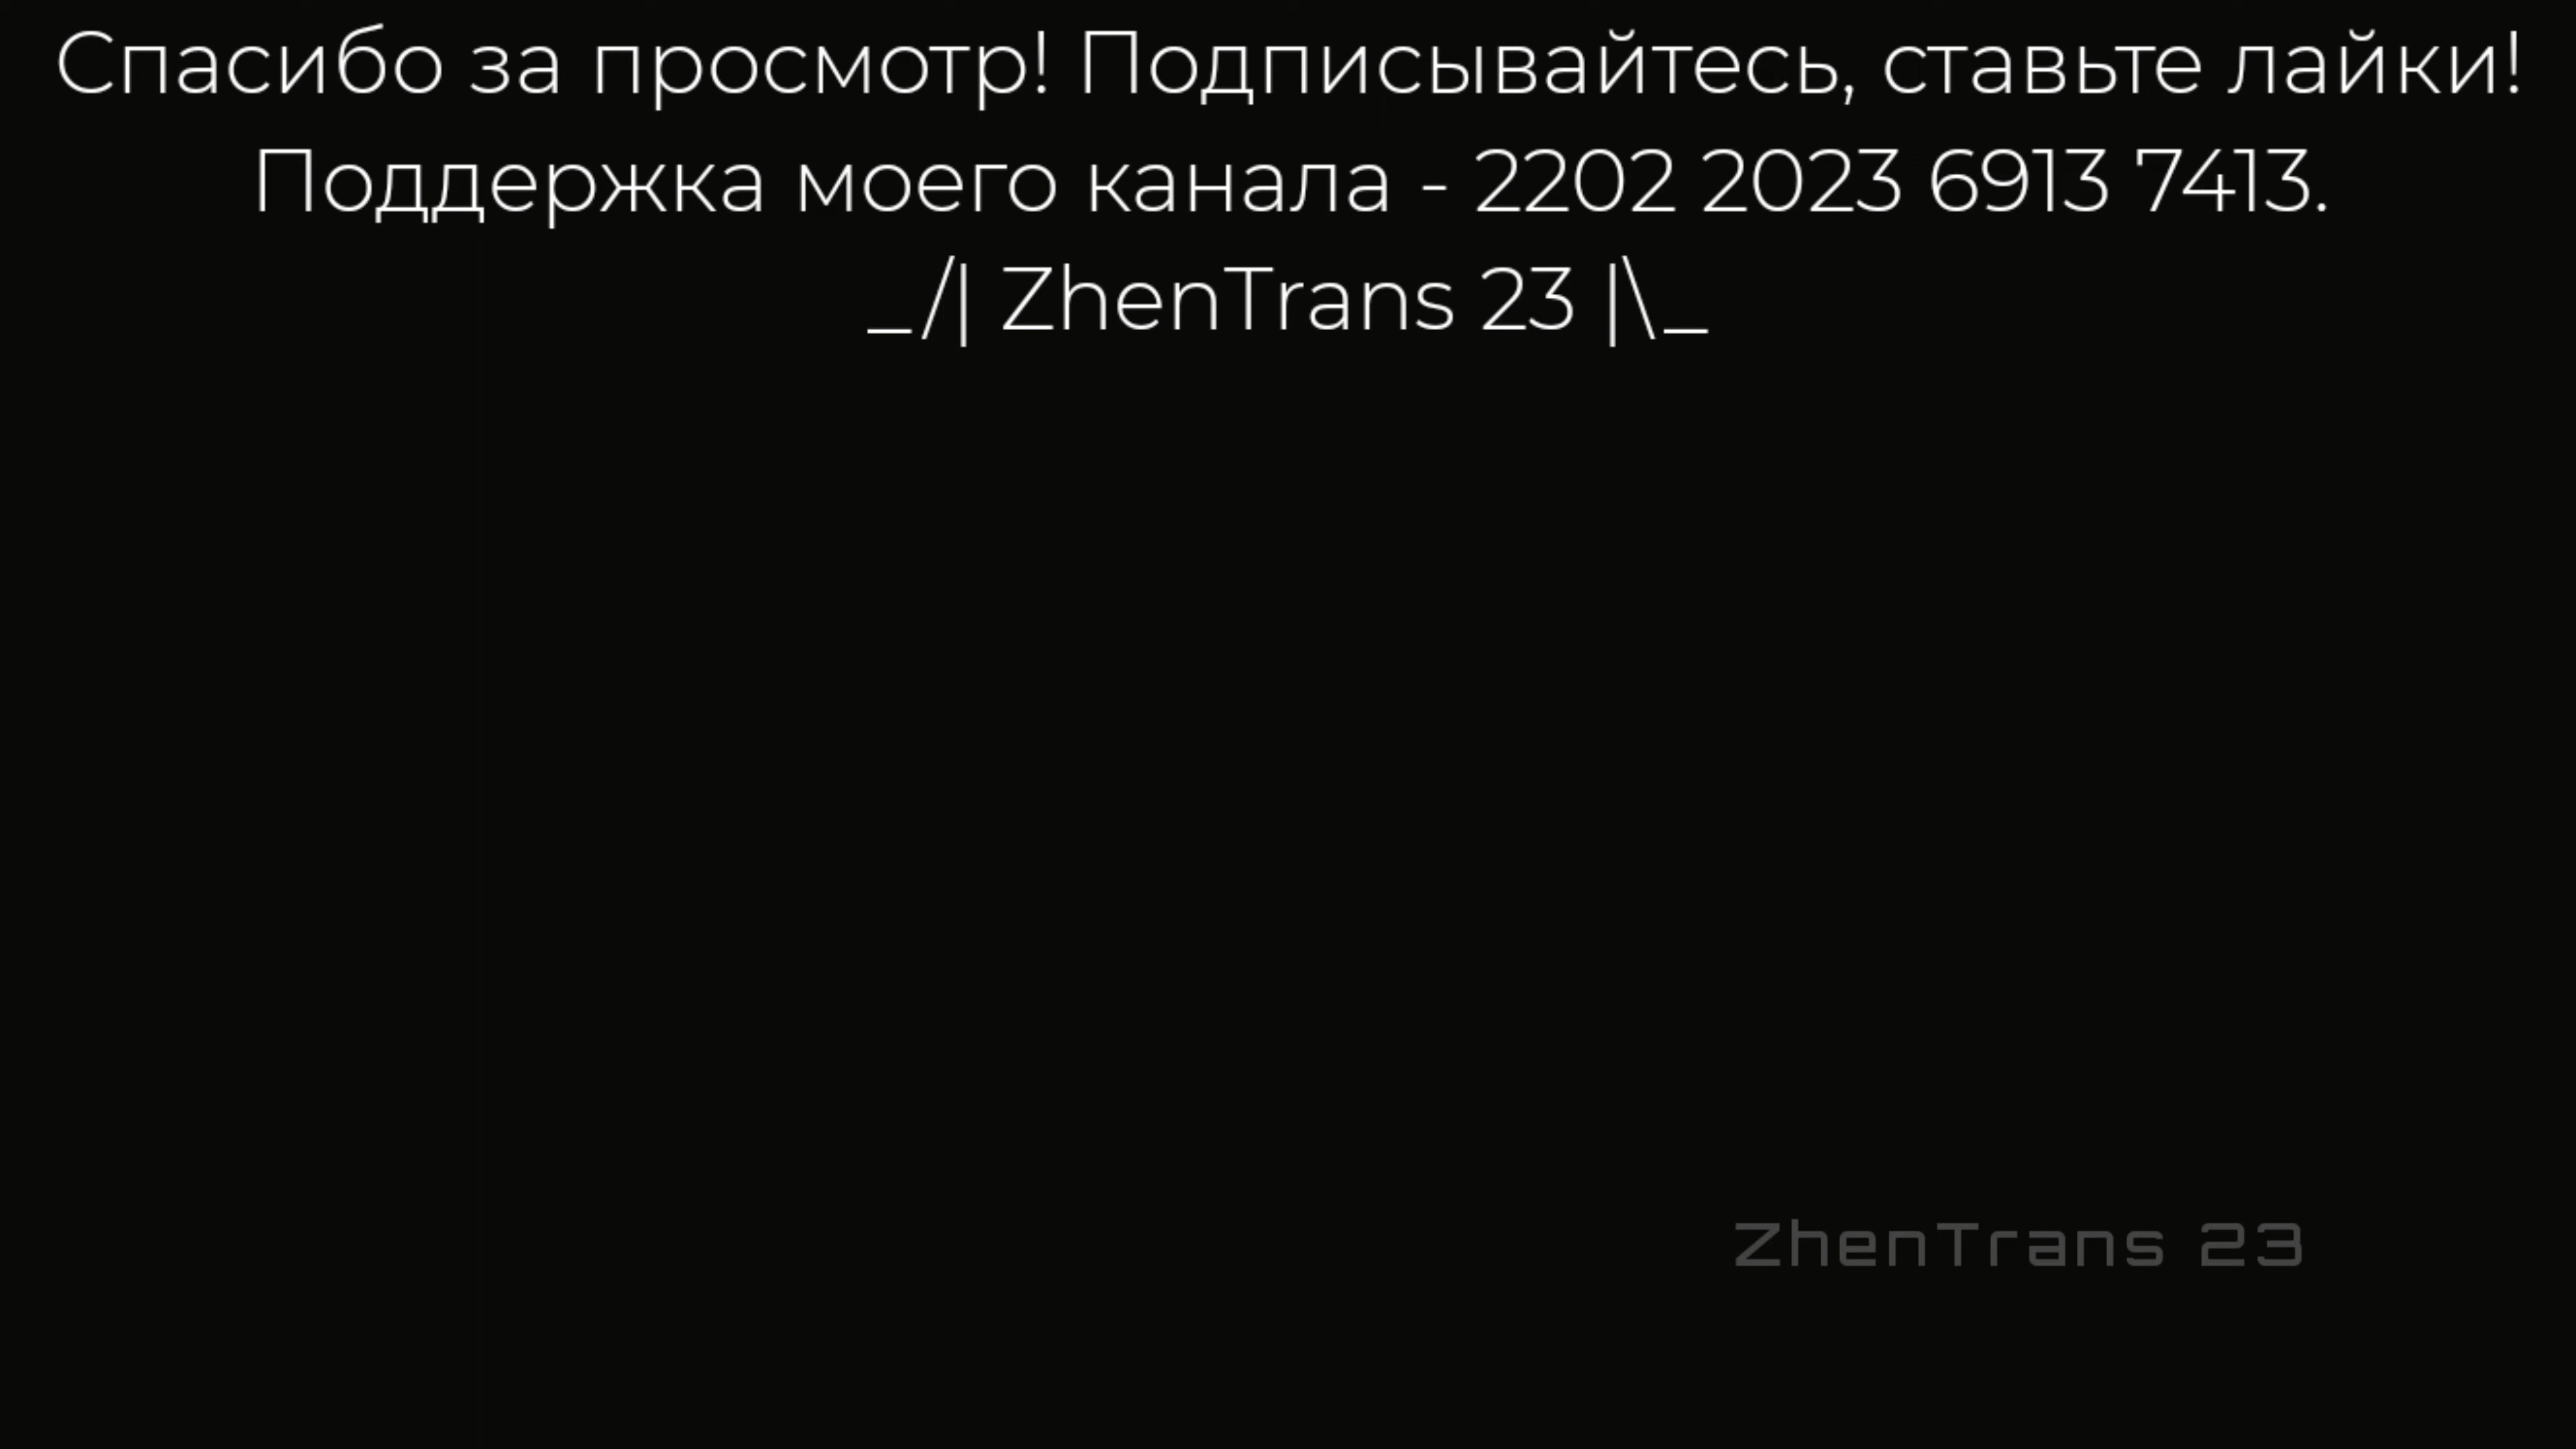 Спасибо за просмотр! Подписывайтесь, ставьте лайки!
Поддержка моего канала - 2202 2023 6913 7413.
_/| ZhenTrans 23 |\_
ZhenTrans 23